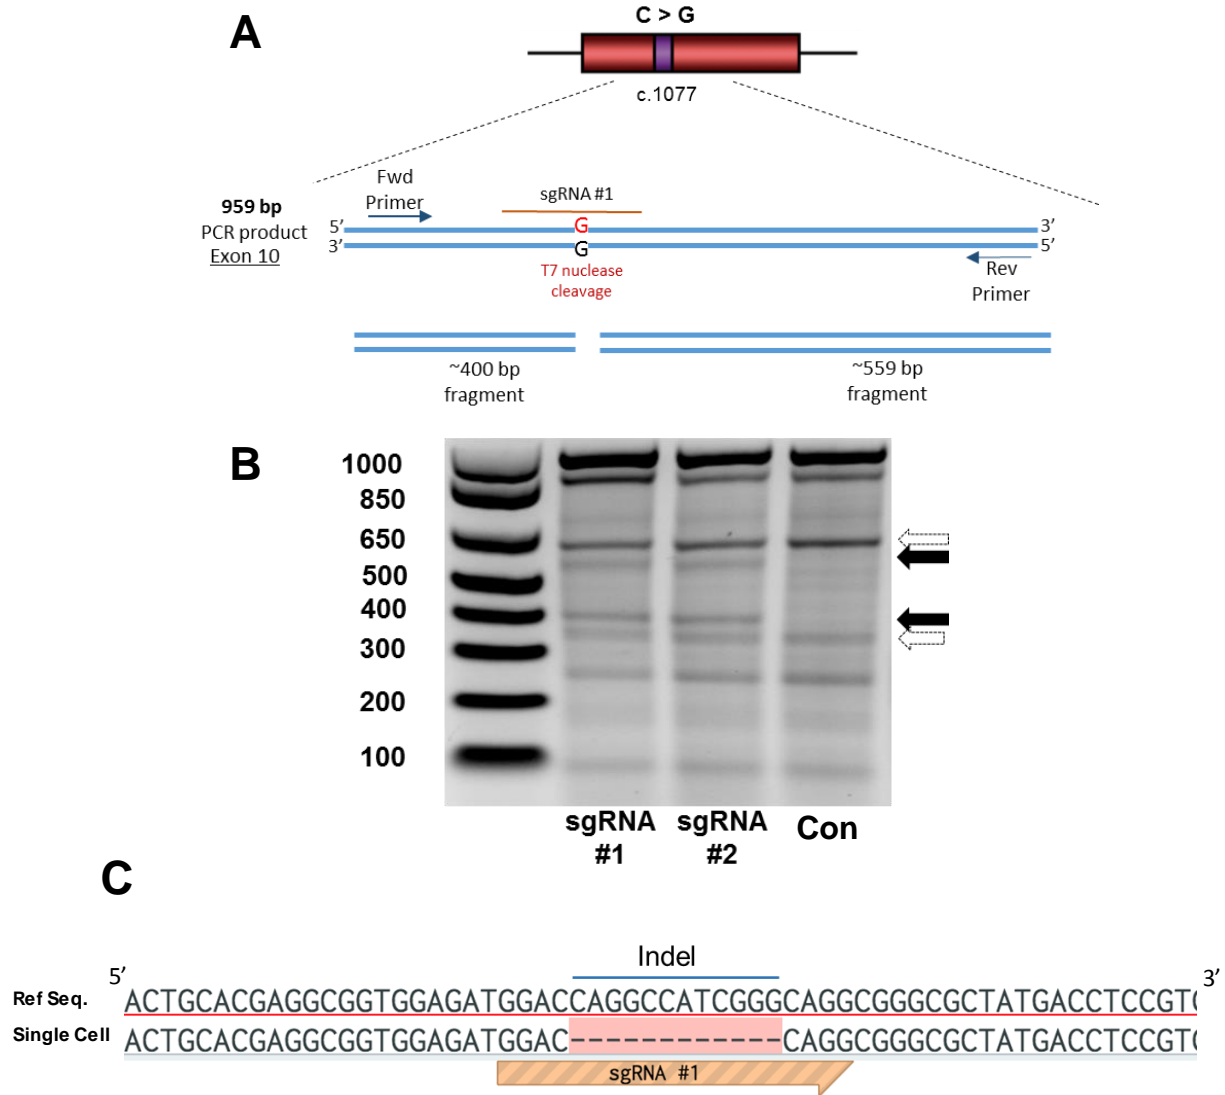 A
C > G
c.1077
Fwd
Primer
sgRNA #1
959 bp
PCR product
Exon 10
5’
3’
G
G
3’
5’
T7 nuclease
cleavage
Rev
Primer
~400 bp
fragment
~559 bp
fragment
B
1000
850
650
500
400
300
200
100
sgRNA
#1
sgRNA
#2
Con
C
Indel
5’
3’
Ref Seq.
ACTGCACGAGGCGGTGGAGATGGACCAGGCCATCGGGCAGGCGGGCGCTATGACCTCCGTC
Single Cell
ACTGCACGAGGCGGTGGAGATGGAC------------CAGGCGGGCGCTATGACCTCCGTC
sgRNA #1